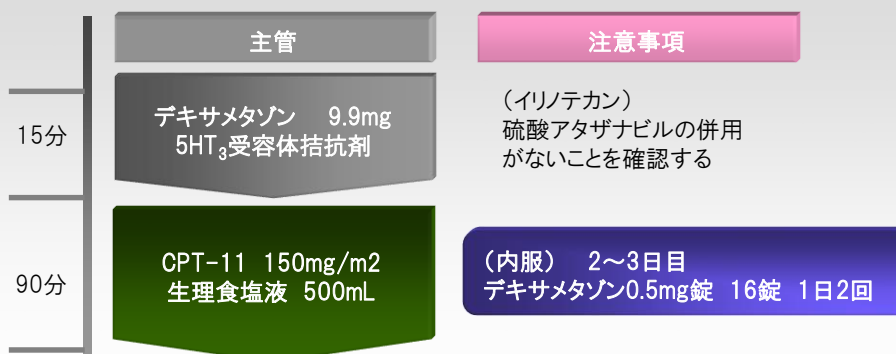 主管
注意事項
15分
デキサメタゾン 9.9mg
5HT₃受容体拮抗剤
（イリノテカン）
硫酸アタザナビルの併用
がないことを確認する
90分
CPT-11 150mg/m2
生理食塩液 500mL
（内服） 2～3日目
デキサメタゾン0.5mg錠 16錠 1日2回